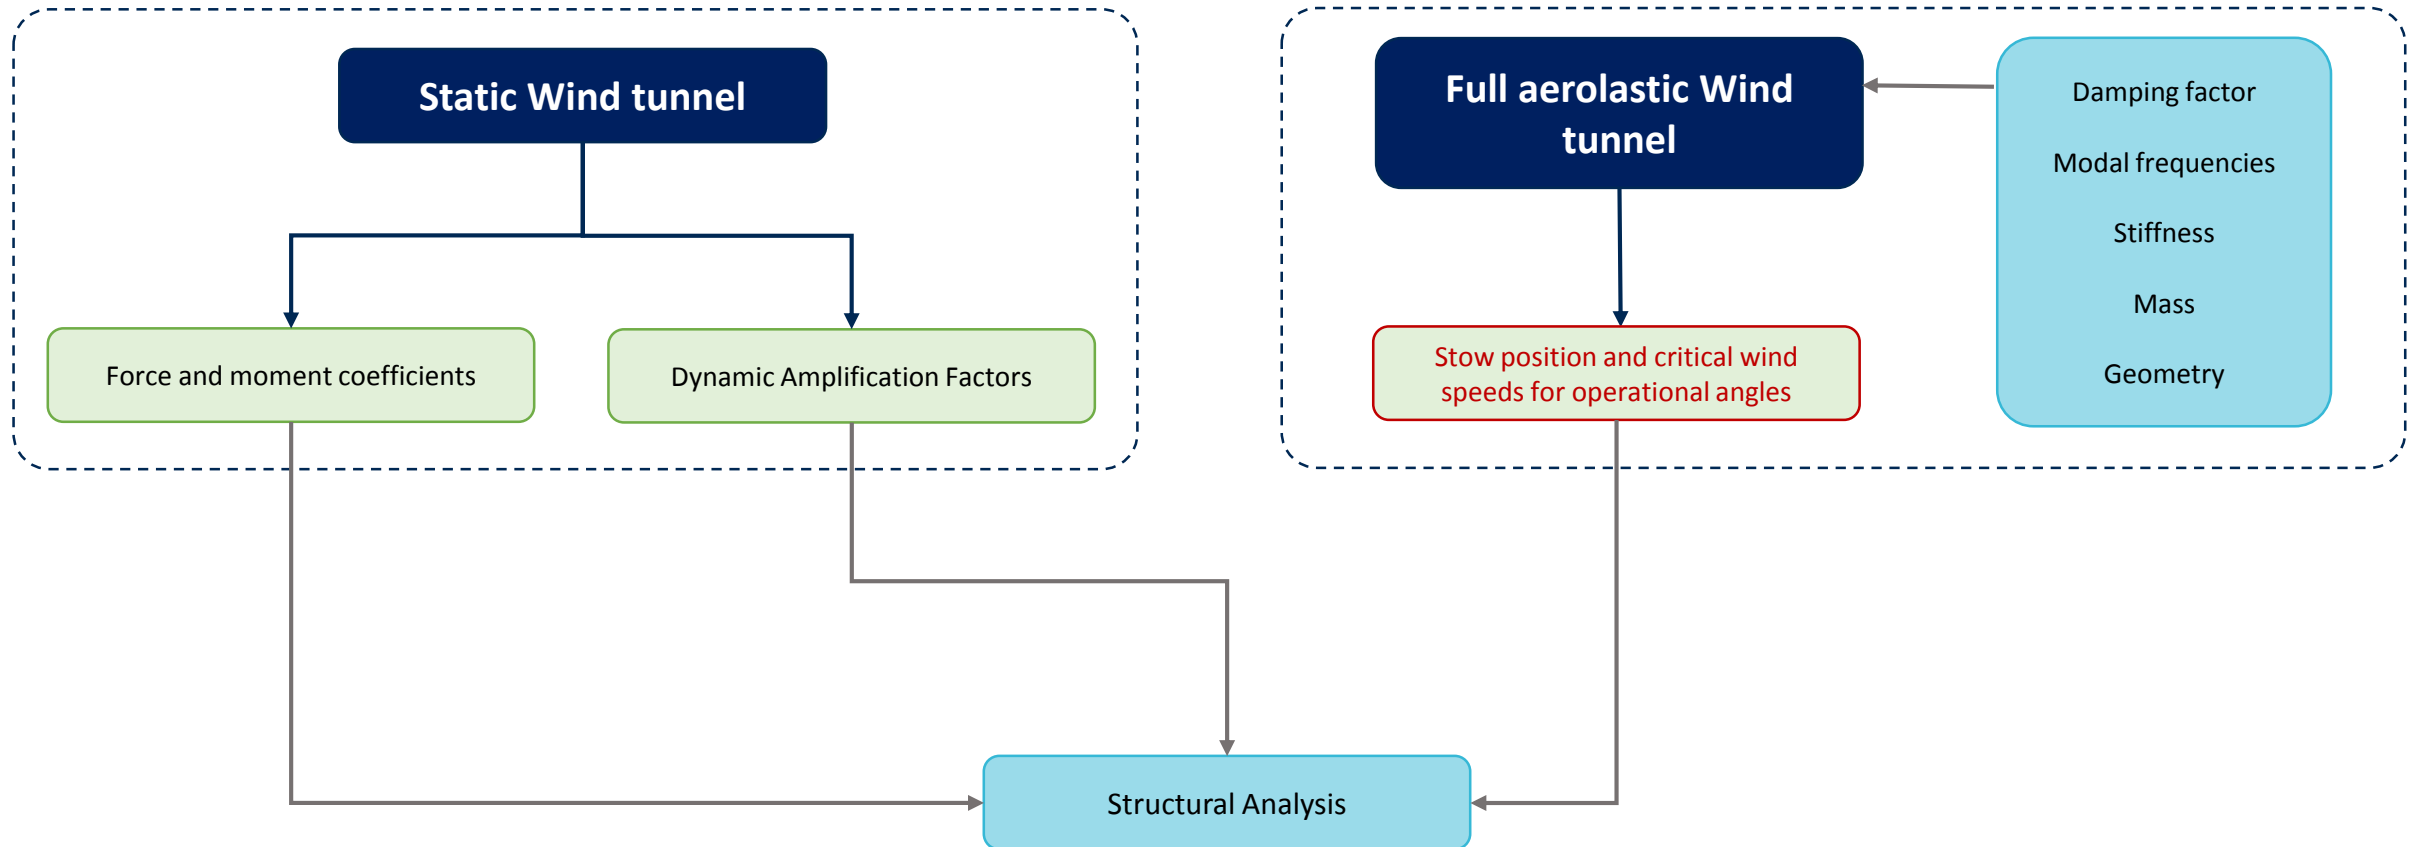 Static Wind tunnel
Force and moment coefficients
Dynamic Amplification Factors
Full aerolastic Wind
tunnel
Stow position and critical wind
speeds for operational angles
Damping factor
Modal frequencies
Stiffness
Mass
Geometry
Structural Analysis